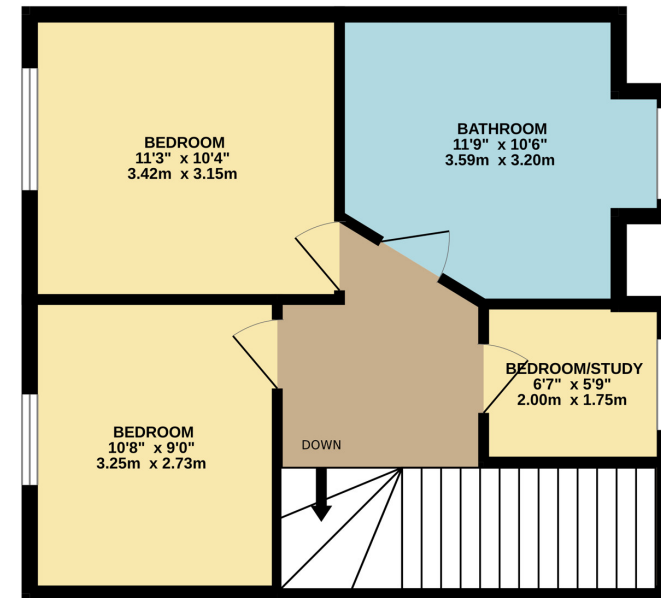 BEDROOM
11'3" x 10'4"
3.42m x 3.15m
BATHROOM
11'9" x 10'6"
3.59m x 3.20m
BEDROOM/STUDY
6'7" x 5'9"
2.00m x 1.75m
BEDROOM
10'8" x 9'0"
3.25m x 2.73m
DOWN